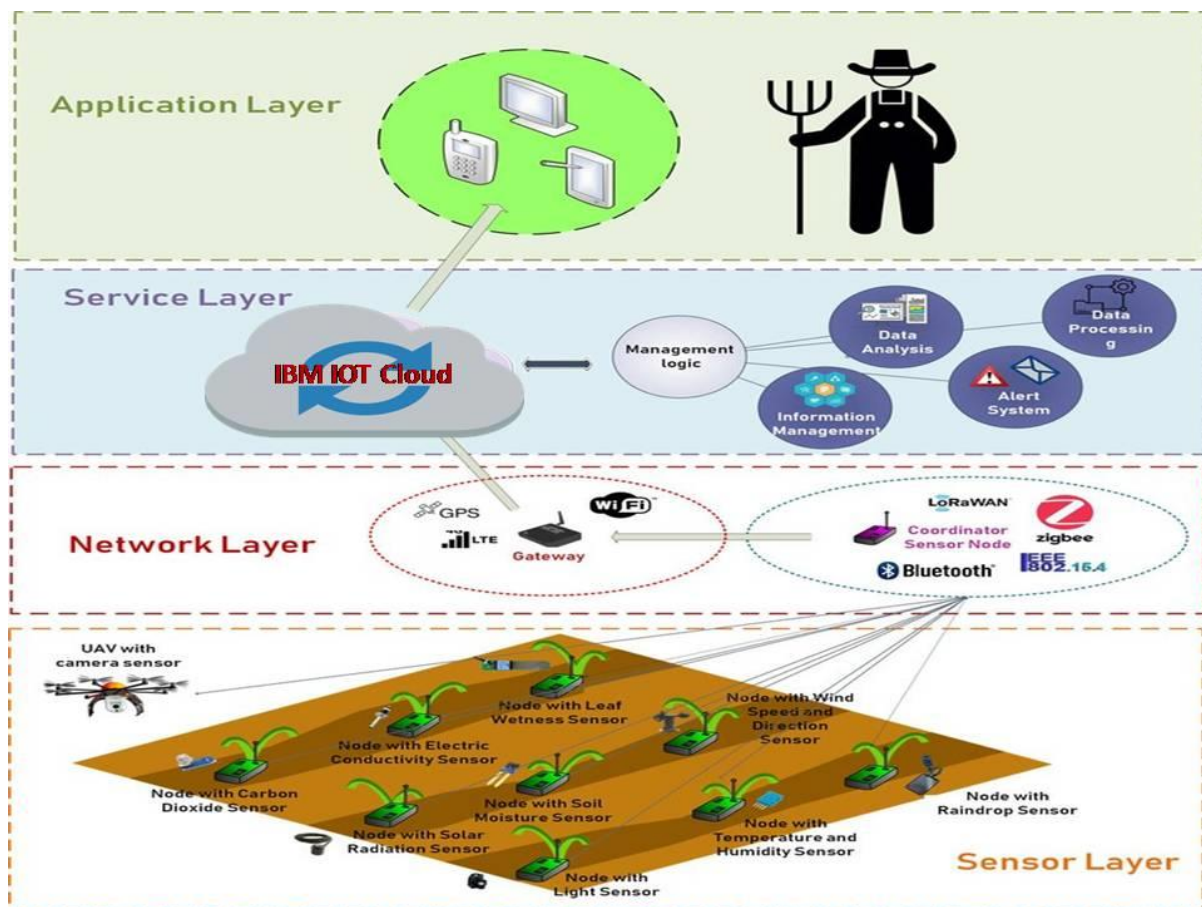 Application Layer
Service Layer
IBM IOT Cloud
Management
logic
Data
Analysis
Data
Processin
g
Information
Management
Alert
System
Network Layer
GPS
LTE
Gateway
WiFi
LoRaWAN
Coordinator
Sensor Node
zigbee
Bluetooth
IEEE
802.15.4
UAV with
camera sensor
Node with Leaf
Wetness Sensor
Node with Wind
Speed and
Direction
Sensor
Node with Electric
Conductivity Sensor
Node with Carbon
Dioxide Sensor
Node with Soil
Moisture Sensor
Node with
Raindrop Sensor
Node with Solar
Radiation Sensor
Node with
Temperature and
Humidity Sensor
Node with
Light Sensor
Sensor Layer